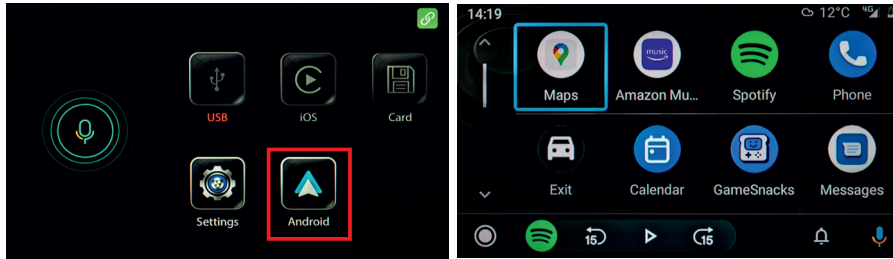 USB
iOS
Card
Settings
Android
14:19
12°C 4G
music
Maps
Amazon Mu...
Spotify
Phone
Exit
Calendar
GameSnacks
Messages
15
15